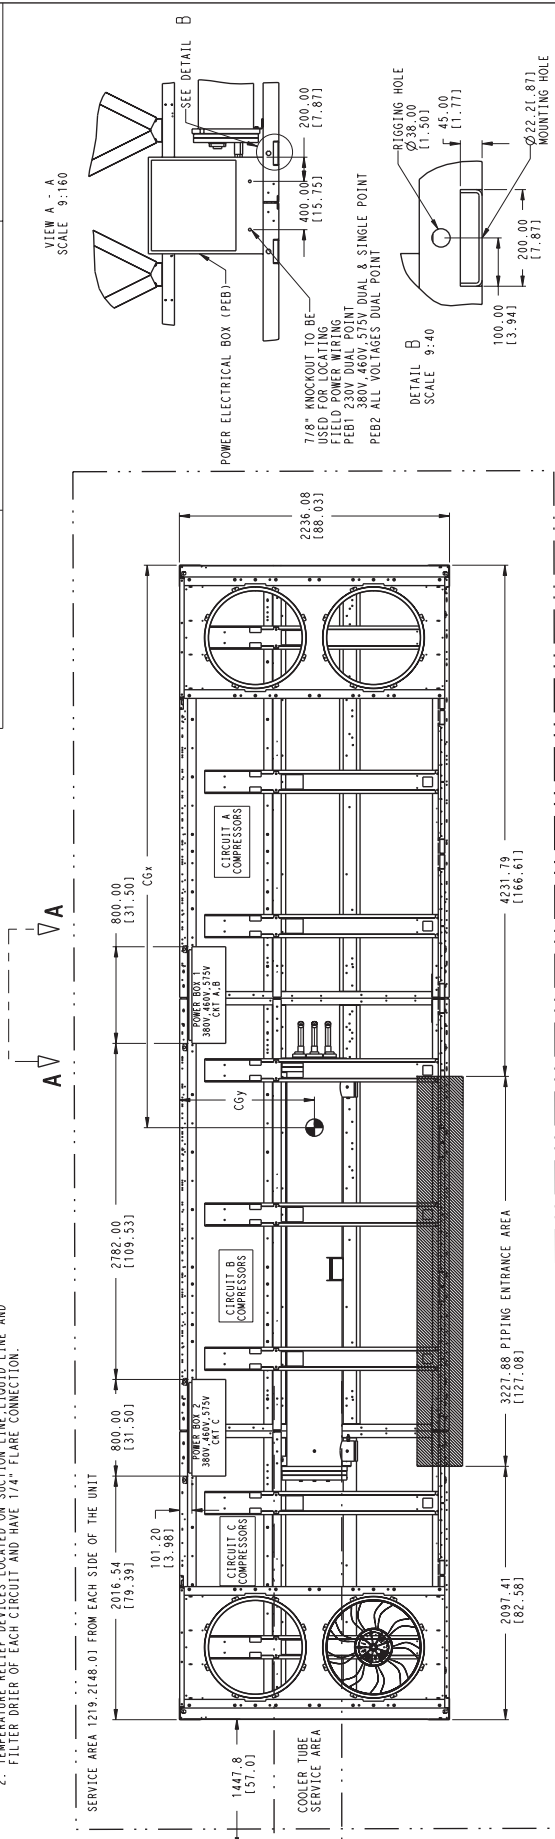 2. TEMPERATURE RELIEF DEVICES LOCATED ON SUCTION LINE,LIQUID LINE AND
FILTER DRIER OF EACH CIRCUIT AND HAVE 1/4" FLARE CONNECTION.
SERVICE AREA 1219.2[48.0] FROM EACH SIDE OF THE UNIT
2016.54
[79.39]
800.00
[31.50]
2782.00
[109.53]
800.00
[31.50]
A
A
101.20
[3.98]
CGx
CGy
1447.8
[57.0]
COOLER TUBE
SERVICE AREA
POWER BOX 2
380V,460V,575V
CKT C
POWER BOX 1
380V,460V,575V
CKT A,B
CIRCUIT C
COMPRESSORS
CIRCUIT B
COMPRESSORS
CIRCUIT A
COMPRESSORS
2236.08
[88.03]
2097.41
[82.58]
3227.88 PIPING ENTRANCE AREA
[127.08]
4231.79
[166.61]
VIEW A - A
SCALE 9:160
SEE DETAIL B
POWER ELECTRICAL BOX (PEB)
200.00
[7.87]
400.00
[15.75]
7/8" KNOCKOUT TO BE
USED FOR LOCATING
FIELD POWER WIRING
PEB1 230V DUAL POINT
380V,460V,575V DUAL & SINGLE POINT
PEB2 ALL VOLTAGES DUAL POINT
DETAIL B
SCALE 9:40
RIGGING HOLE
Ø38.00
[1.50]
45.00
[1.77]
100.00
[3.94]
200.00
[7.87]
Ø22.2[.87]
MOUNTING HOLE